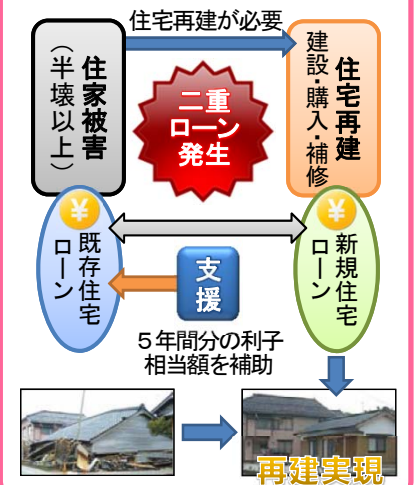 住宅再建が必要
住家被害
（半壊以上）
二重
ローン
発生
住宅再建
建設・購入・補修
¥
既存住宅
ローン
¥
新規住宅
ローン
支援
５年間分の利子
相当額を補助
再建実現